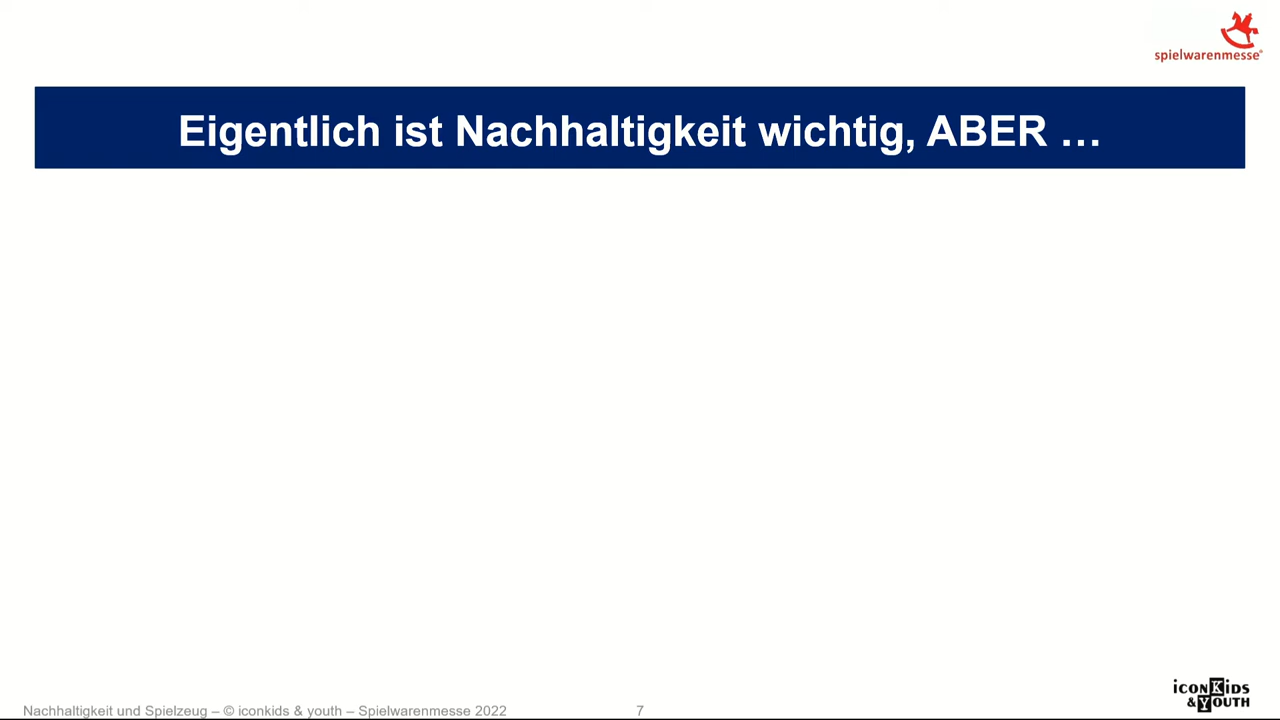 spielwarenmesse®
Eigentlich ist Nachhaltigkeit wichtig, ABER …
iconKids
& YOUTH
Nachhaltigkeit und Spielzeug – © iconkids & youth – Spielwarenmesse 2022 7